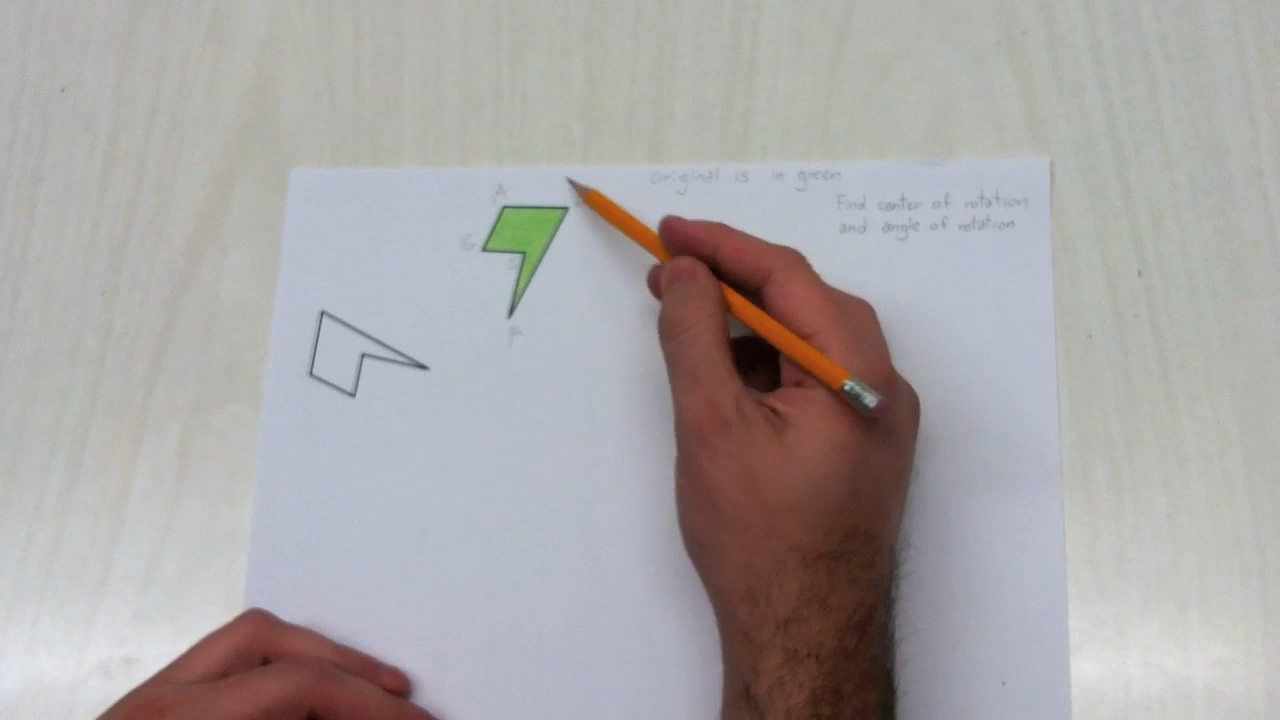 original is in green
Find center of rotation
and angle of rotation
A
G
F